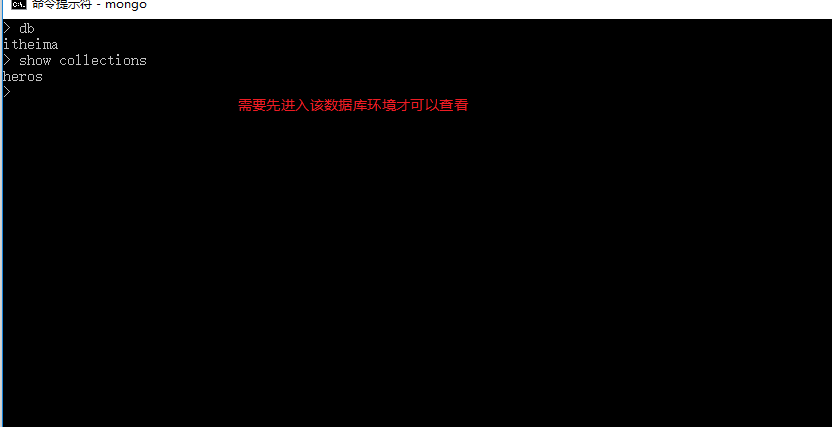 命令提示符 - mongo
> db
itheima
> show collections
heros
>
需要先进入该数据库环境才可以查看